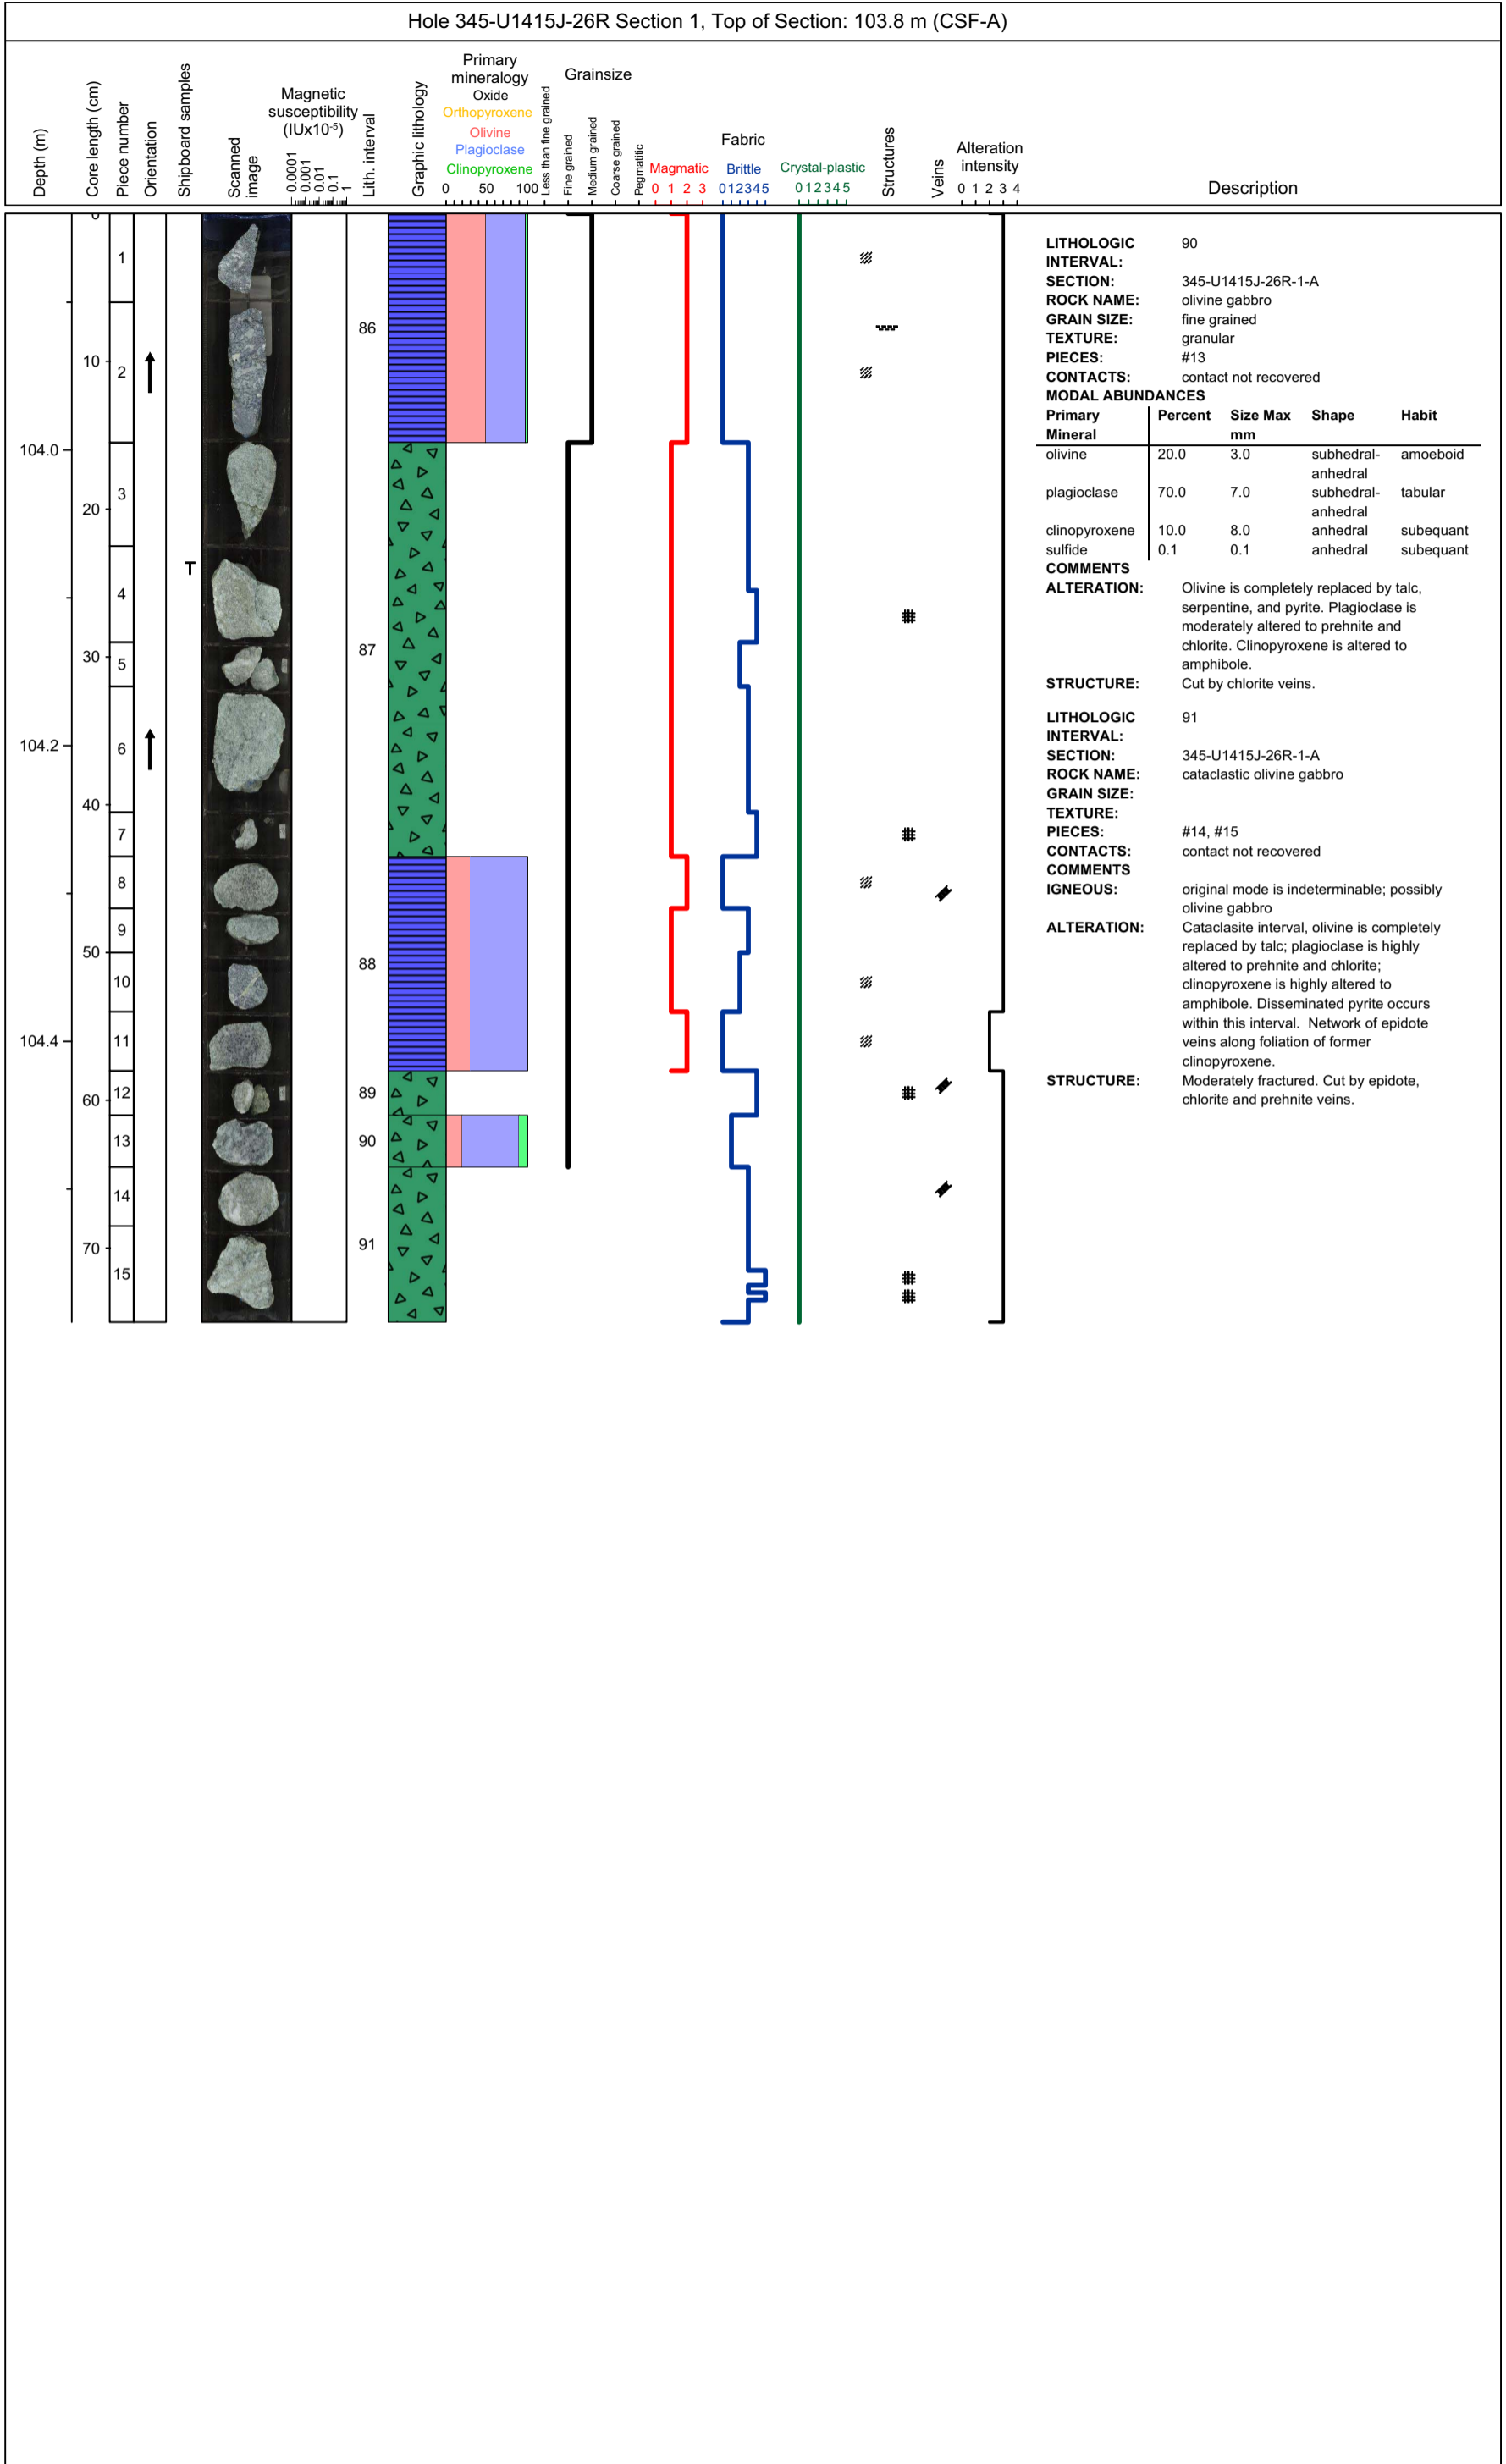 Hole 345-U1415J-26R Section 1, Top of Section: 103.8 m (CSF-A)
Depth (m)
Core length (cm)
Piece number
Orientation
Shipboard samples
Scanned
image
Magnetic
susceptibility
(IUx10-5)
0.0001
0.001
0.01
0.1
1
Lith. interval
Graphic lithology
Primary
mineralogy
Oxide
Orthopyroxene
Olivine
Plagioclase
Clinopyroxene
0 50 100
Grainsize
Less than fine grained
Fine grained
Medium grained
Coarse grained
Pegmatitic
Fabric
Magmatic
0 1 2 3
Brittle
0 1 2 3 4 5
Crystal-plastic
0 1 2 3 4 5
Structures
Veins
Alteration
intensity
0 1 2 3 4
Description
0
10
20
30
40
50
60
70
104.0
104.2
104.4
1
2
3
4
5
6
7
8
9
10
11
12
13
14
15
T
86
87
88
89
90
91
LITHOLOGIC 90
INTERVAL:
SECTION: 345-U1415J-26R-1-A
ROCK NAME: olivine gabbro
GRAIN SIZE: fine grained
TEXTURE: granular
PIECES: #13
CONTACTS: contact not recovered
MODAL ABUNDANCES
Primary Percent Size Max Shape Habit
Mineral mm
olivine 20.0 3.0 subhedral- amoeboid
anhedral
plagioclase 70.0 7.0 subhedral- tabular
anhedral
clinopyroxene 10.0 8.0 anhedral subequant
sulfide 0.1 0.1 anhedral subequant
COMMENTS
ALTERATION: Olivine is completely replaced by talc,
serpentine, and pyrite. Plagioclase is
moderately altered to prehnite and
chlorite. Clinopyroxene is altered to
amphibole.
STRUCTURE: Cut by chlorite veins.
LITHOLOGIC 91
INTERVAL:
SECTION: 345-U1415J-26R-1-A
ROCK NAME: cataclastic olivine gabbro
GRAIN SIZE:
TEXTURE:
PIECES: #14, #15
CONTACTS: contact not recovered
COMMENTS
IGNEOUS: original mode is indeterminable; possibly
olivine gabbro
ALTERATION: Cataclasite interval, olivine is completely
replaced by talc; plagioclase is highly
altered to prehnite and chlorite;
clinopyroxene is highly altered to
amphibole. Disseminated pyrite occurs
within this interval. Network of epidote
veins along foliation of former
clinopyroxene.
STRUCTURE: Moderately fractured. Cut by epidote,
chlorite and prehnite veins.